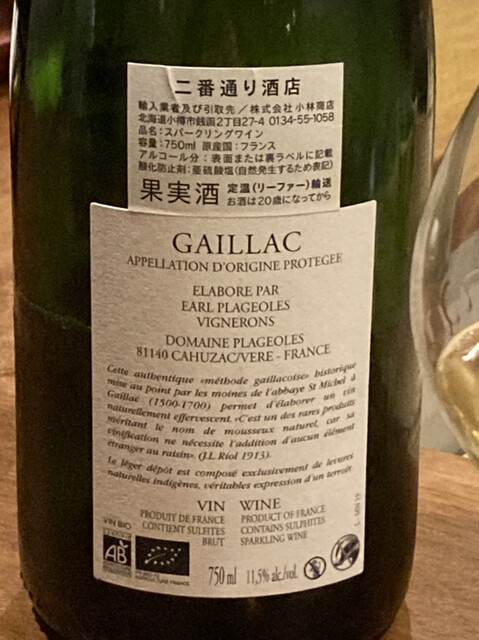 二番通り酒店
輸入業者及び引取先／株式会社 小林商店
北海道小樽市銭函2丁目27-4 0134-55-1058
品名：スパークリングワイン
容量：750ml 原産国：フランス
アルコール分：表面または裏ラベルに記載
酸化防止剤：亜硫酸塩(自然発生するため表記)
果実酒 定温(リーファー)輸送
お酒は20歳になってから
GAILLAC
APPELLATION D'ORIGINE PROTEGEE
ELABORE PAR
EARL PLAGEOLES
VIGNERONS
DOMAINE PLAGEOLES
81140 CAHUZAC/VERE - FRANCE
Cette authentique «méthode gaillacoise» historique
mise au point par les moines de l'abbaye St Michel à
Gaillac (1500-1700) permet d'élaborer un vin
naturellement effervescent. «C'est un des rares produits
méritant le nom de mousseux naturel, car sa
vinification ne nécessite l'addition d'aucun élément
étranger au raisin». (J.L Riol 1913).
Le léger dépôt est composé exclusivement de levures
naturelles indigènes, véritables expression d'un terroir.
VIN WINE
PRODUIT DE FRANCE PRODUCT OF FRANCE
CONTIENT SULFITES CONTAINS SULPHITES
BRUT SPARKLING WINE
VIN BIO
AB
AGRICULTURE FRANCE
750 ml 11,5% alc./vol.